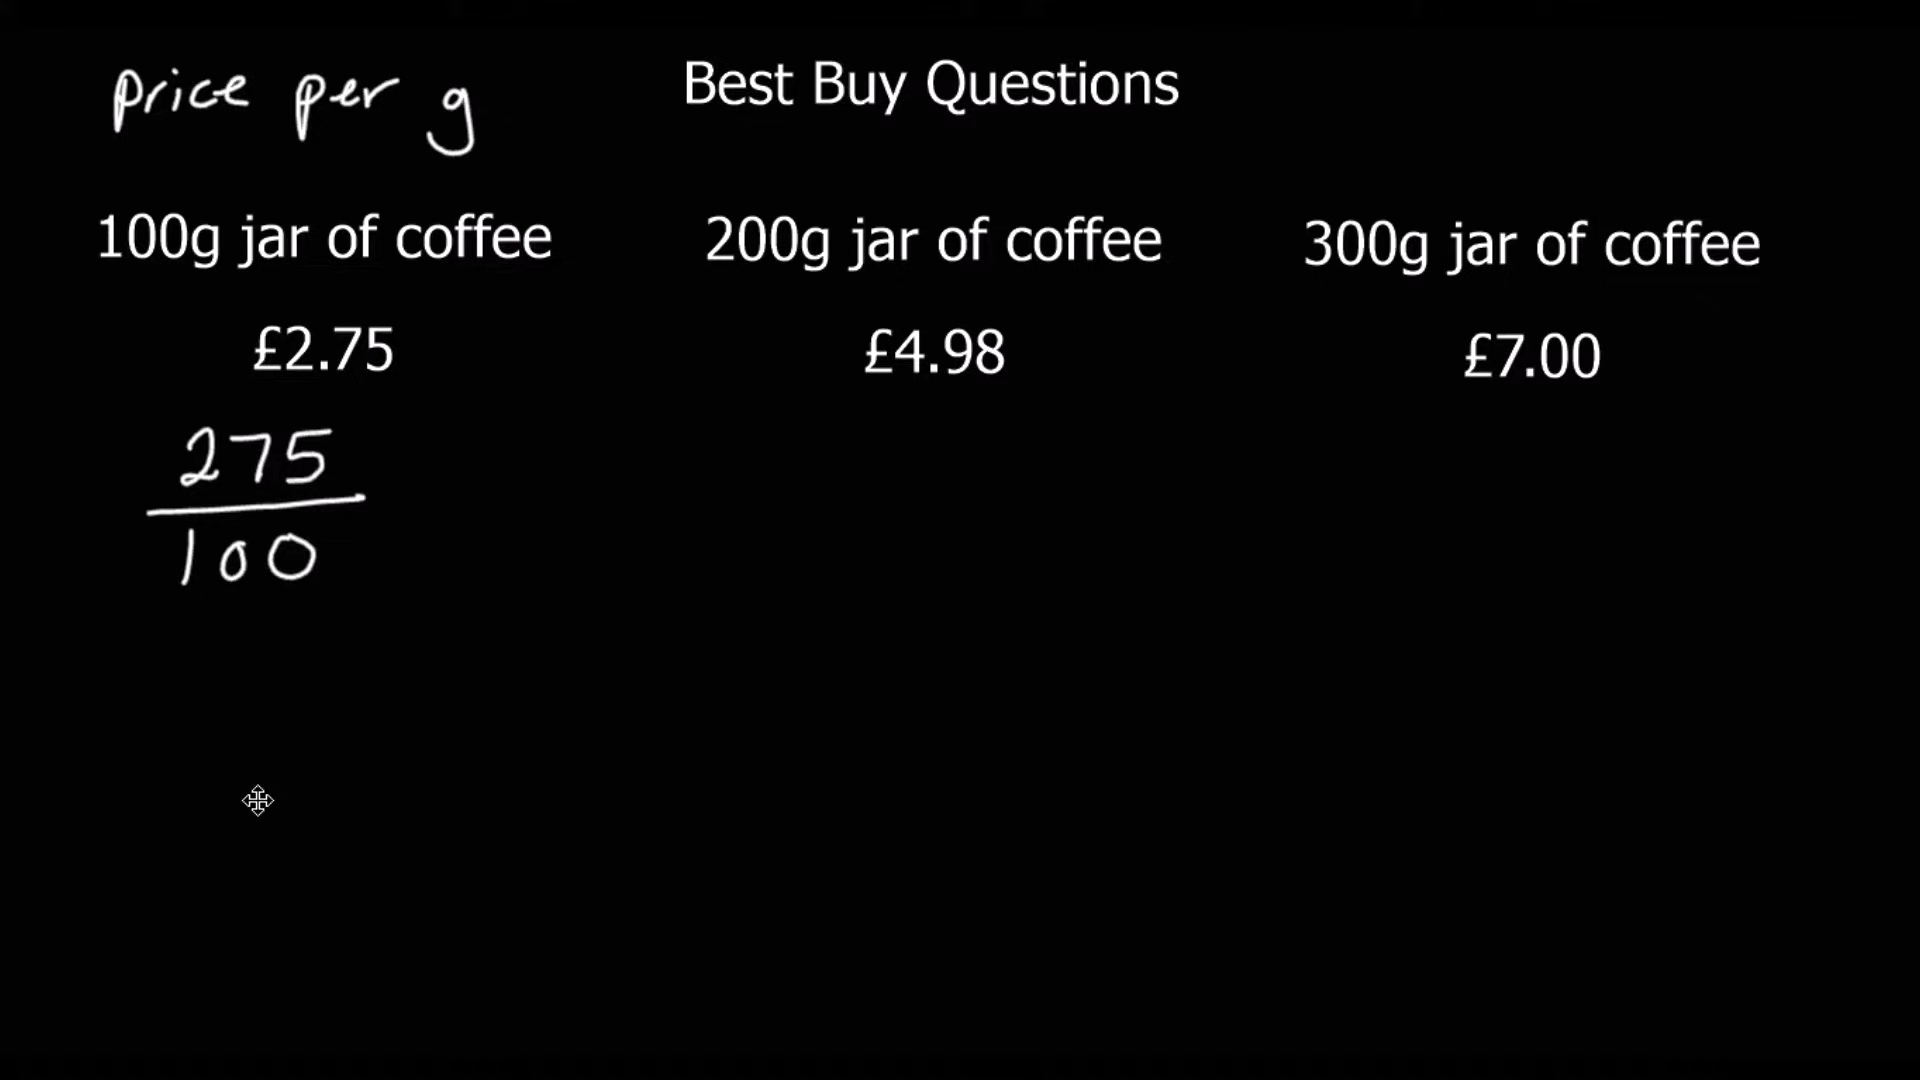 price per g
Best Buy Questions
100g jar of coffee
£2.75
275
100
200g jar of coffee
£4.98
300g jar of coffee
£7.00